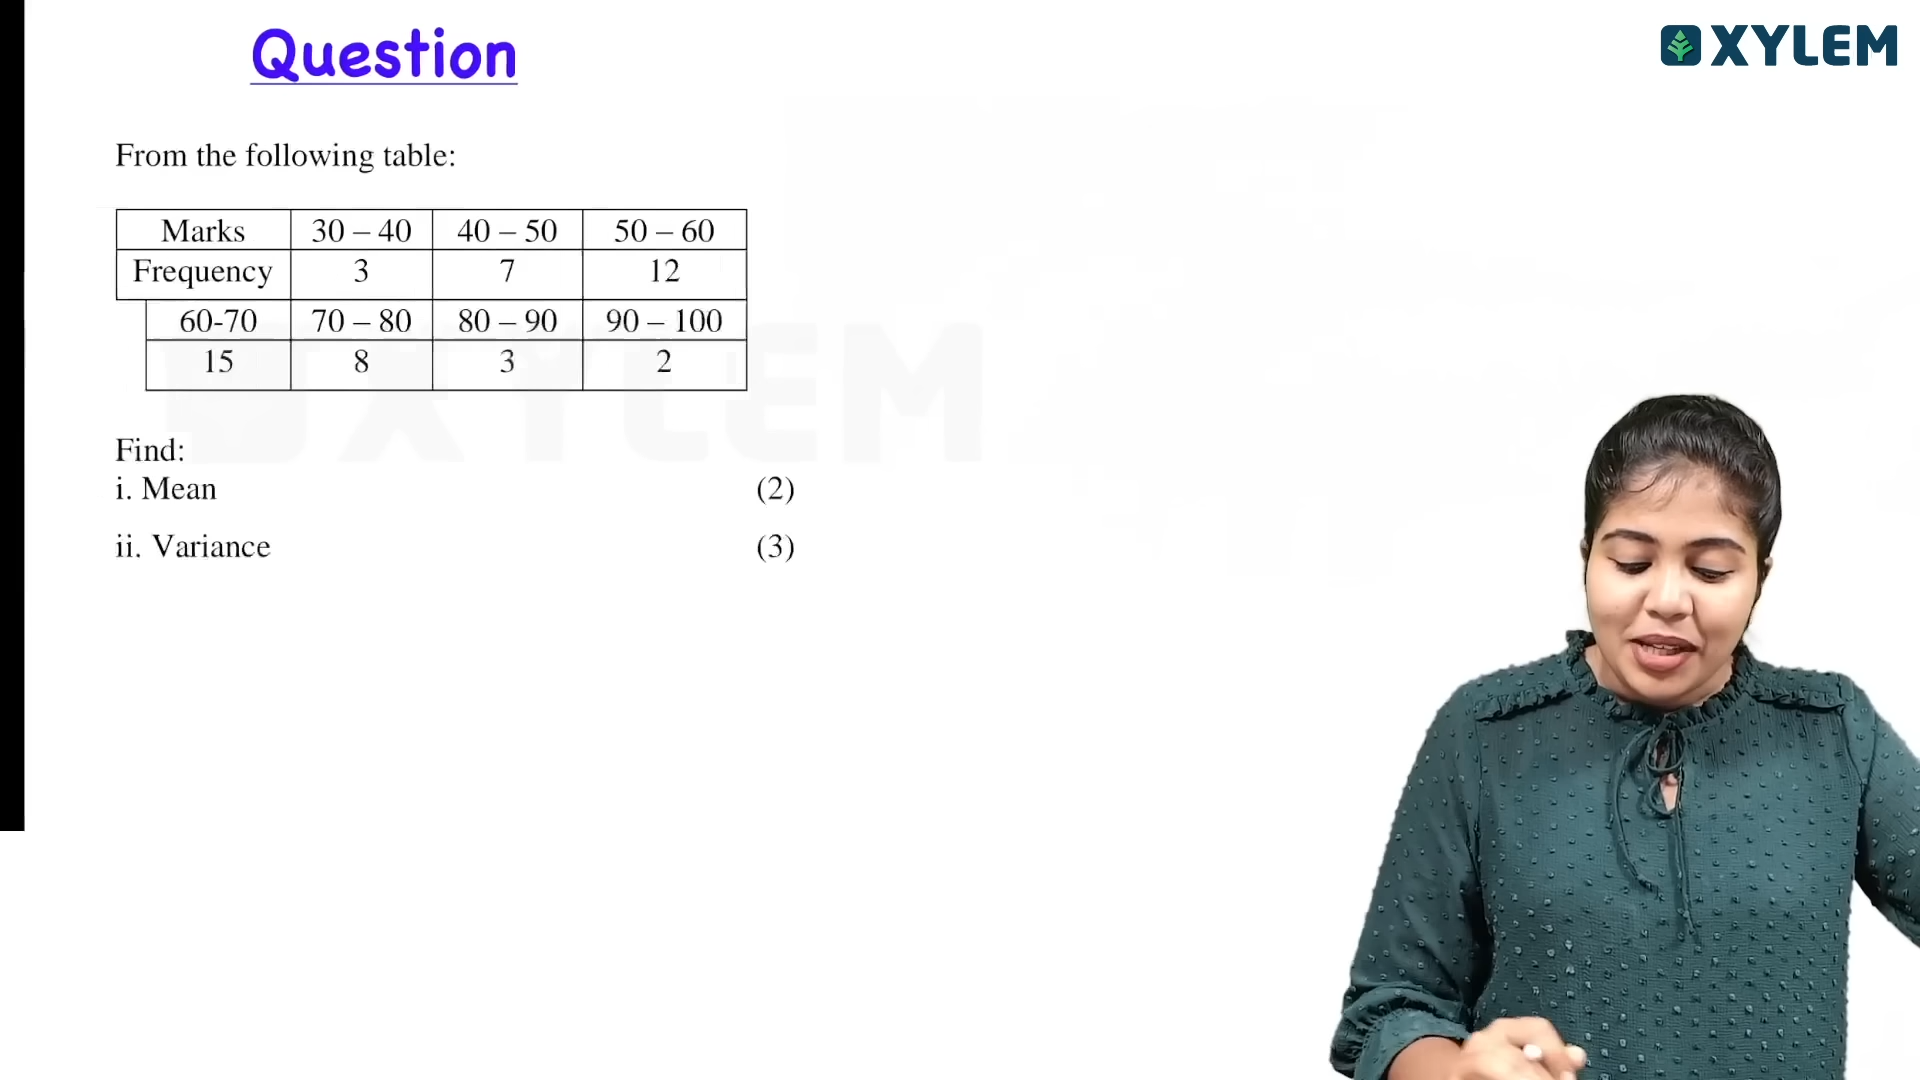 Question
XYLEM
From the following table:
Marks 30 – 40 40 – 50 50 – 60
Frequency 3 7 12
60-70 70 – 80 80 – 90 90 – 100
15 8 3 2
XYLEM
Find:
i. Mean (2)
ii. Variance (3)